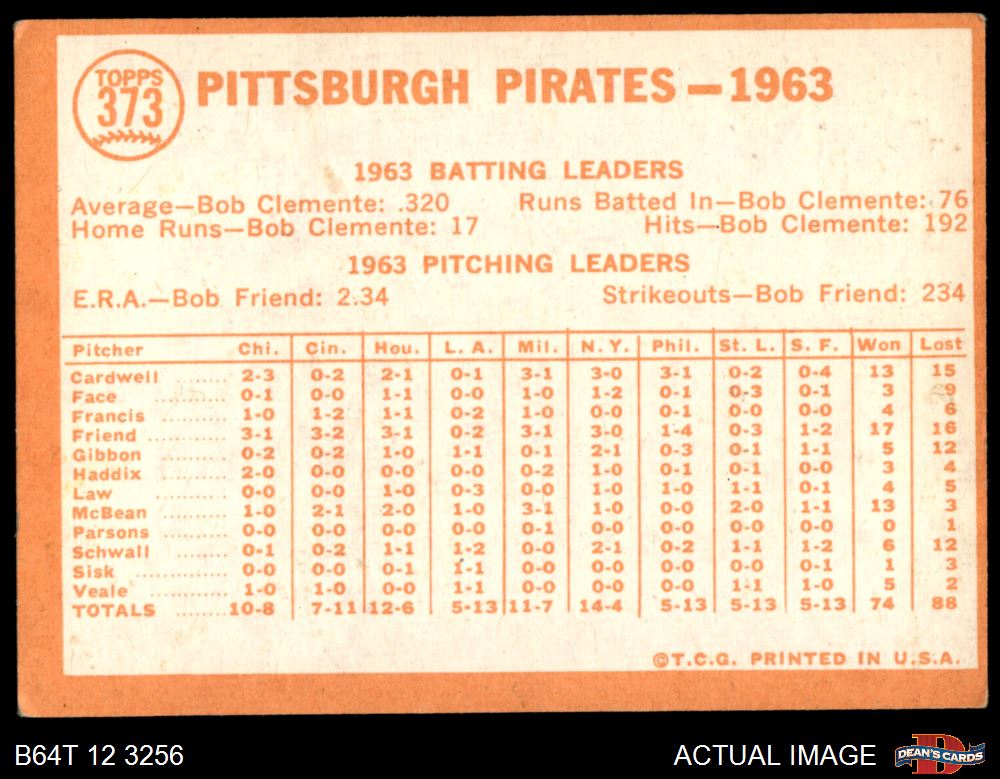 TOPPS
373
PITTSBURGH PIRATES — 1963
1963 BATTING LEADERS
Average—Bob Clemente: .320 Runs Batted In—Bob Clemente: 76
Home Runs—Bob Clemente: 17 Hits—Bob Clemente: 192
1963 PITCHING LEADERS
E.R.A.—Bob Friend: 2.34 Strikeouts—Bob Friend: 234
Pitcher Chi. Cin. Hou. L. A. Mil. N. Y. Phil. St. L. S. F. Won Lost
Cardwell ........ 2-3 0-2 2-1 0-1 3-1 3-0 3-1 0-2 0-4 13 15
Face ........... 0-1 0-0 1-1 0-0 1-0 1-2 0-1 0-3 0-1 3 9
Francis ........ 1-0 1-2 1-1 0-2 1-0 0-0 0-1 0-0 0-0 4 6
Friend ............ 3-1 3-2 3-1 0-2 3-1 3-0 1-4 0-3 1-2 17 16
Gibbon .......... 0-2 0-2 1-0 1-1 0-1 2-1 0-3 0-1 1-1 5 12
Haddix .......... 2-0 0-0 0-0 0-0 0-2 1-0 0-1 0-1 0-0 3 4
Law ........... 0-0 0-0 1-0 0-3 0-0 1-0 1-0 1-1 0-1 4 5
McBean .......... 1-0 2-1 2-0 1-0 3-1 1-0 0-0 2-0 1-1 13 3
Parsons ........ 0-0 0-0 0-0 0-0 0-1 0-0 0-0 0-0 0-0 0 1
Schwall ........ 0-1 0-2 1-1 1-2 0-0 2-1 0-2 1-1 1-2 6 12
Sisk .............. 0-0 0-0 0-1 1-1 0-0 0-0 0-0 0-0 0-1 1 3
Veale ............ 1-0 1-0 0-0 1-1 0-0 0-0 0-0 1-1 1-0 5 2
TOTALS ........ 10-8 7-11 12-6 5-13 11-7 14-4 5-13 5-13 5-13 74 88
©T.C.G. PRINTED IN U.S.A.
B64T 12 3256 ACTUAL IMAGE DEAN'S CARDS